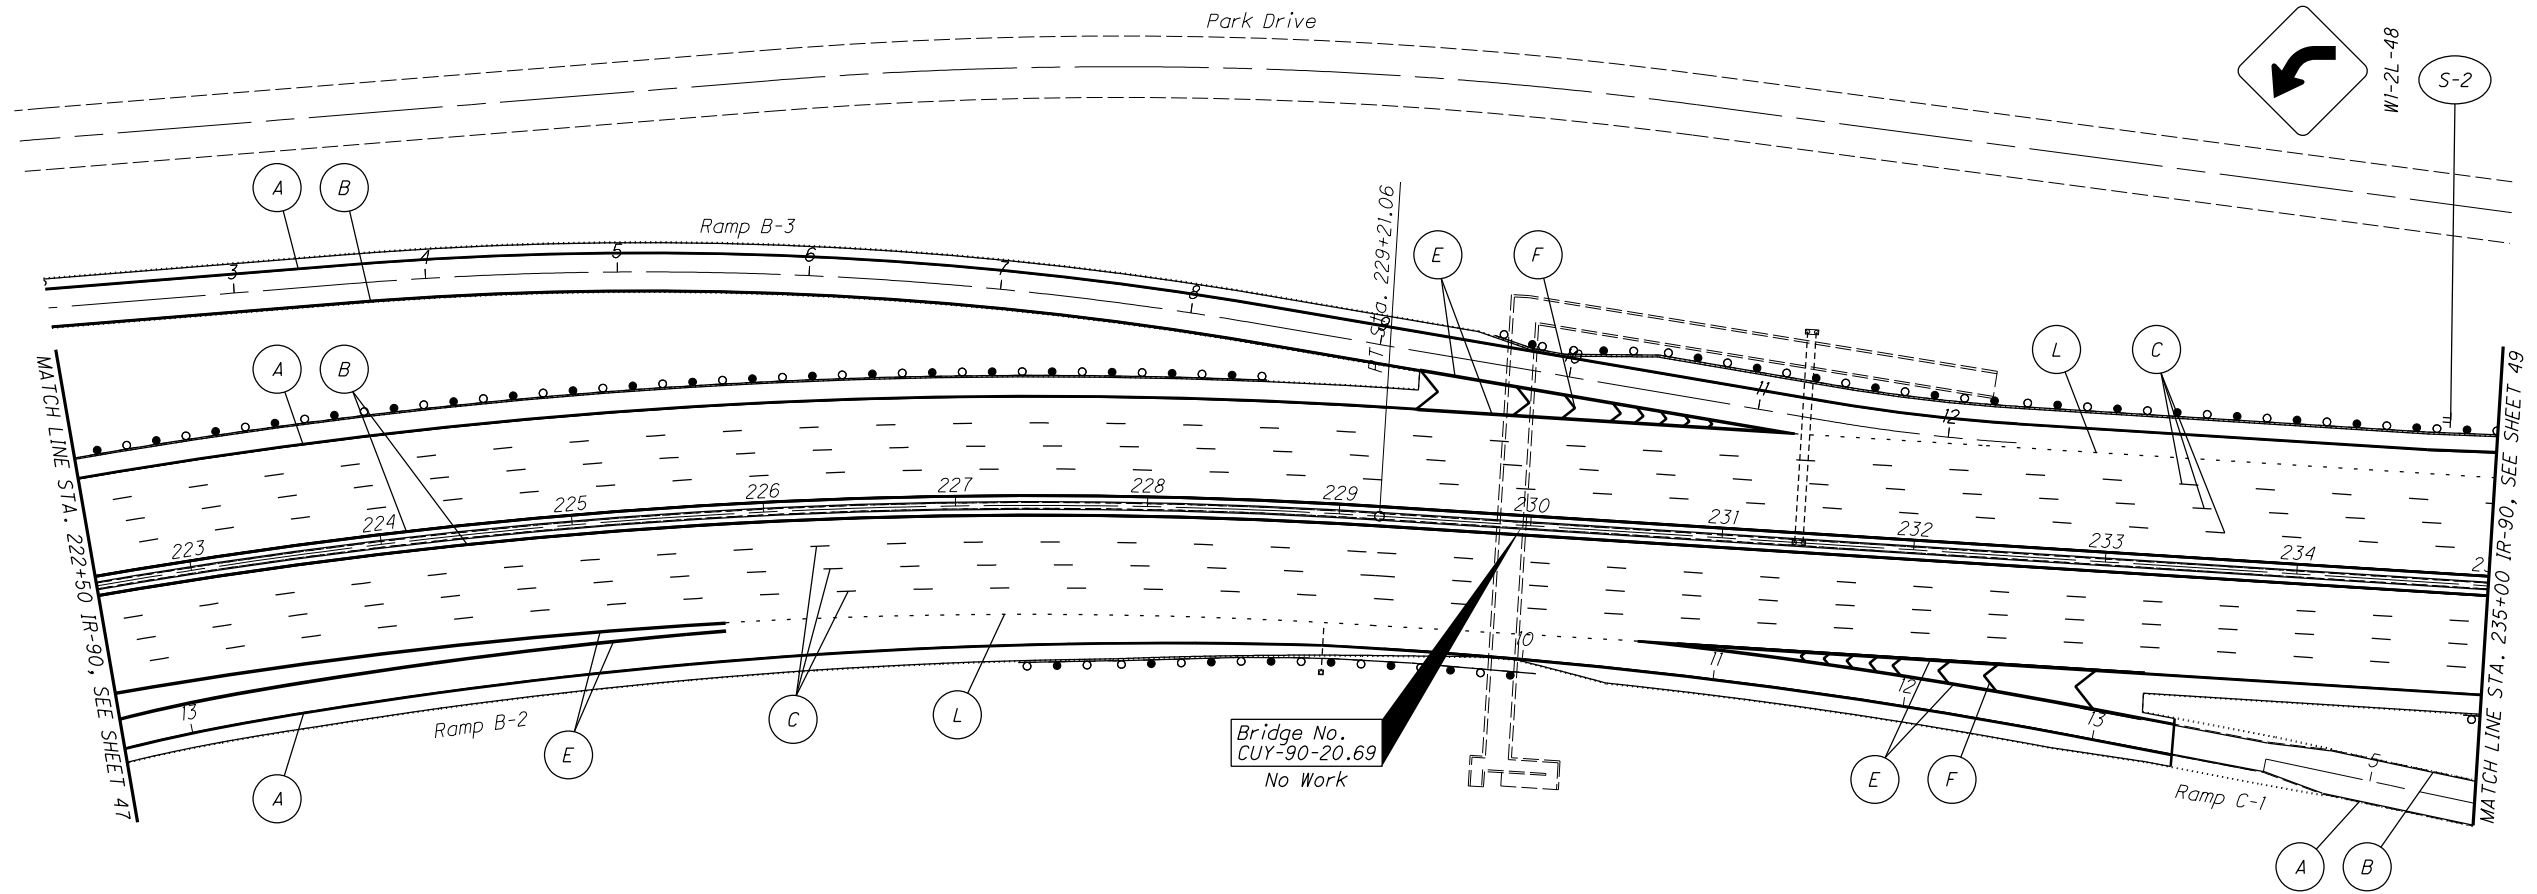 Park Drive
W1-2L-48
S-2
A
B
Ramp B-3
3
4
5
6
7
8
9
10
11
12
PT Sta. 229+21.06
E
F
L
C
A
B
MATCH LINE STA. 222+50 IR-90, SEE SHEET 47
223
224
225
226
227
228
229
230
231
232
233
234
MATCH LINE STA. 235+00 IR-90, SEE SHEET 49
13
Ramp B-2
A
E
C
L
Bridge No.
CUY-90-20.69
No Work
10
11
12
13
5
E
F
Ramp C-1
A
B